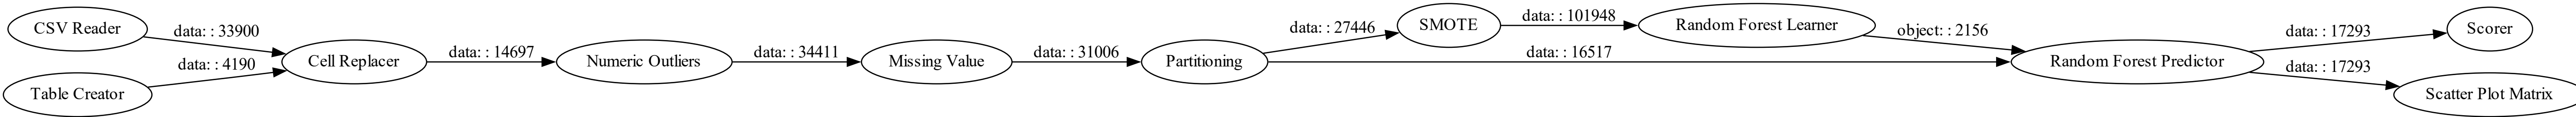 CSV Reader
data: : 33900
Table Creator
data: : 4190
Cell Replacer
data: : 14697
Numeric Outliers
data: : 34411
Missing Value
data: : 31006
Partitioning
data: : 27446
SMOTE
data: : 101948
Random Forest Learner
object: : 2156
data: : 16517
Random Forest Predictor
data: : 17293
Scorer
data: : 17293
Scatter Plot Matrix